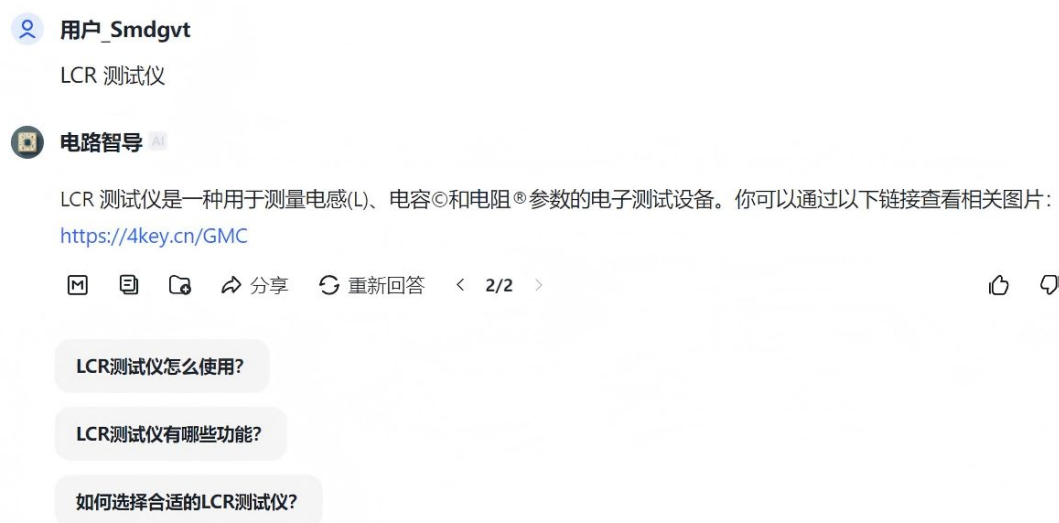 用户_Smdgvt
LCR 测试仪
电路智导 AI
LCR 测试仪是一种用于测量电感(L)、电容©和电阻®参数的电子测试设备。你可以通过以下链接查看相关图片：
https://4key.cn/GMC
分享 重新回答 < 2/2 >
LCR测试仪怎么使用?
LCR测试仪有哪些功能?
如何选择合适的LCR测试仪?